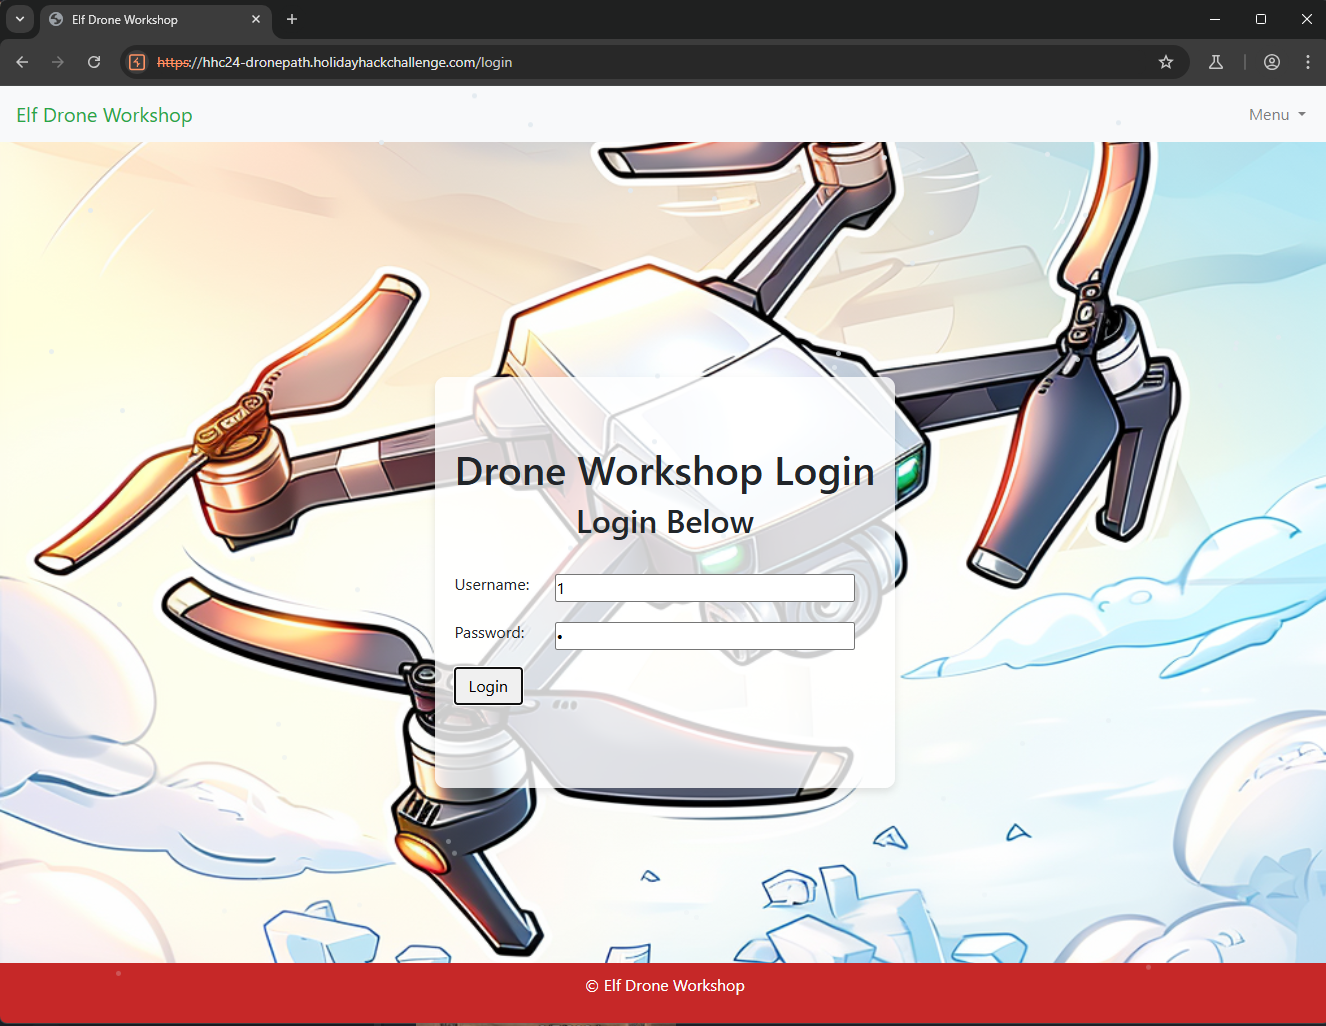 Elf Drone Workshop
https://hhc24-dronepath.holidayhackchallenge.com/login
Elf Drone Workshop
Menu
Drone Workshop Login
Login Below
Username:
1
Password:
Login
© Elf Drone Workshop